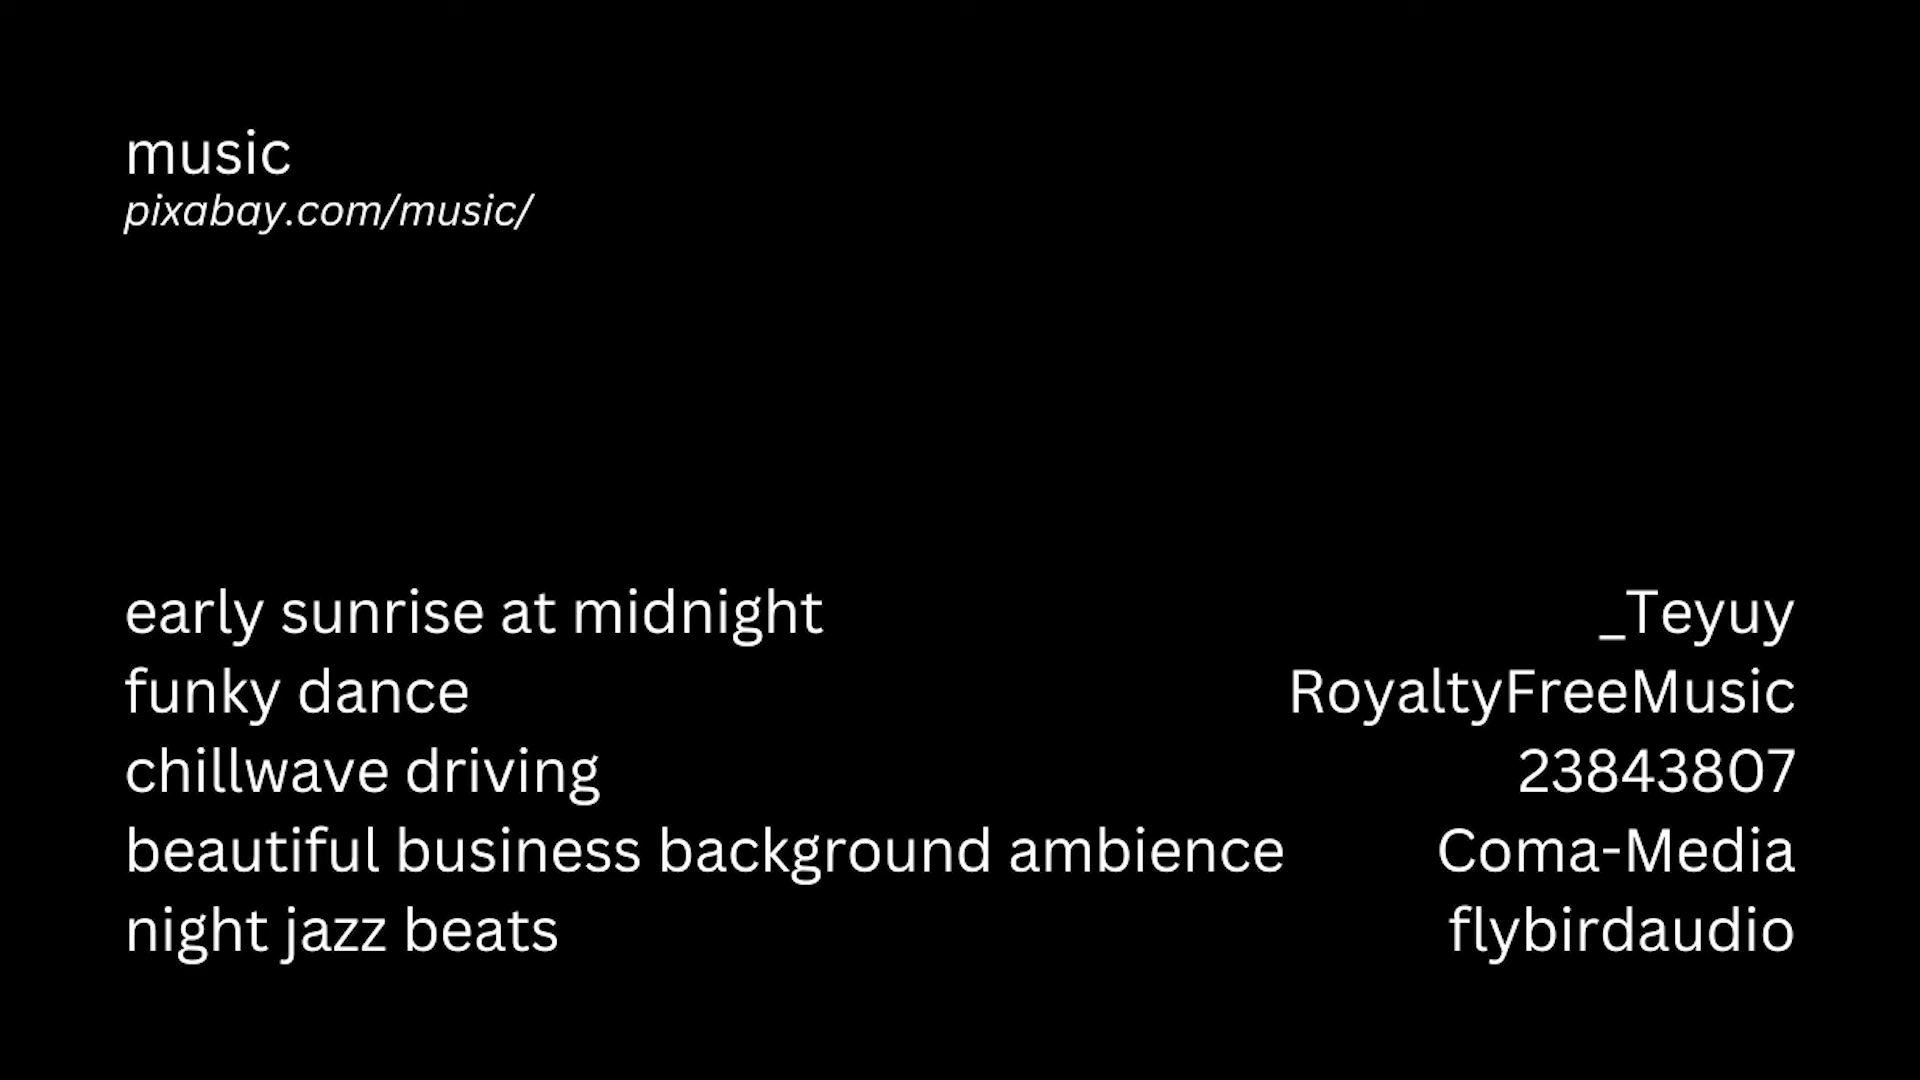 music
pixabay.com/music/
early sunrise at midnight _Teyuy
funky dance RoyaltyFreeMusic
chillwave driving 23843807
beautiful business background ambience Coma-Media
night jazz beats flybirdaudio